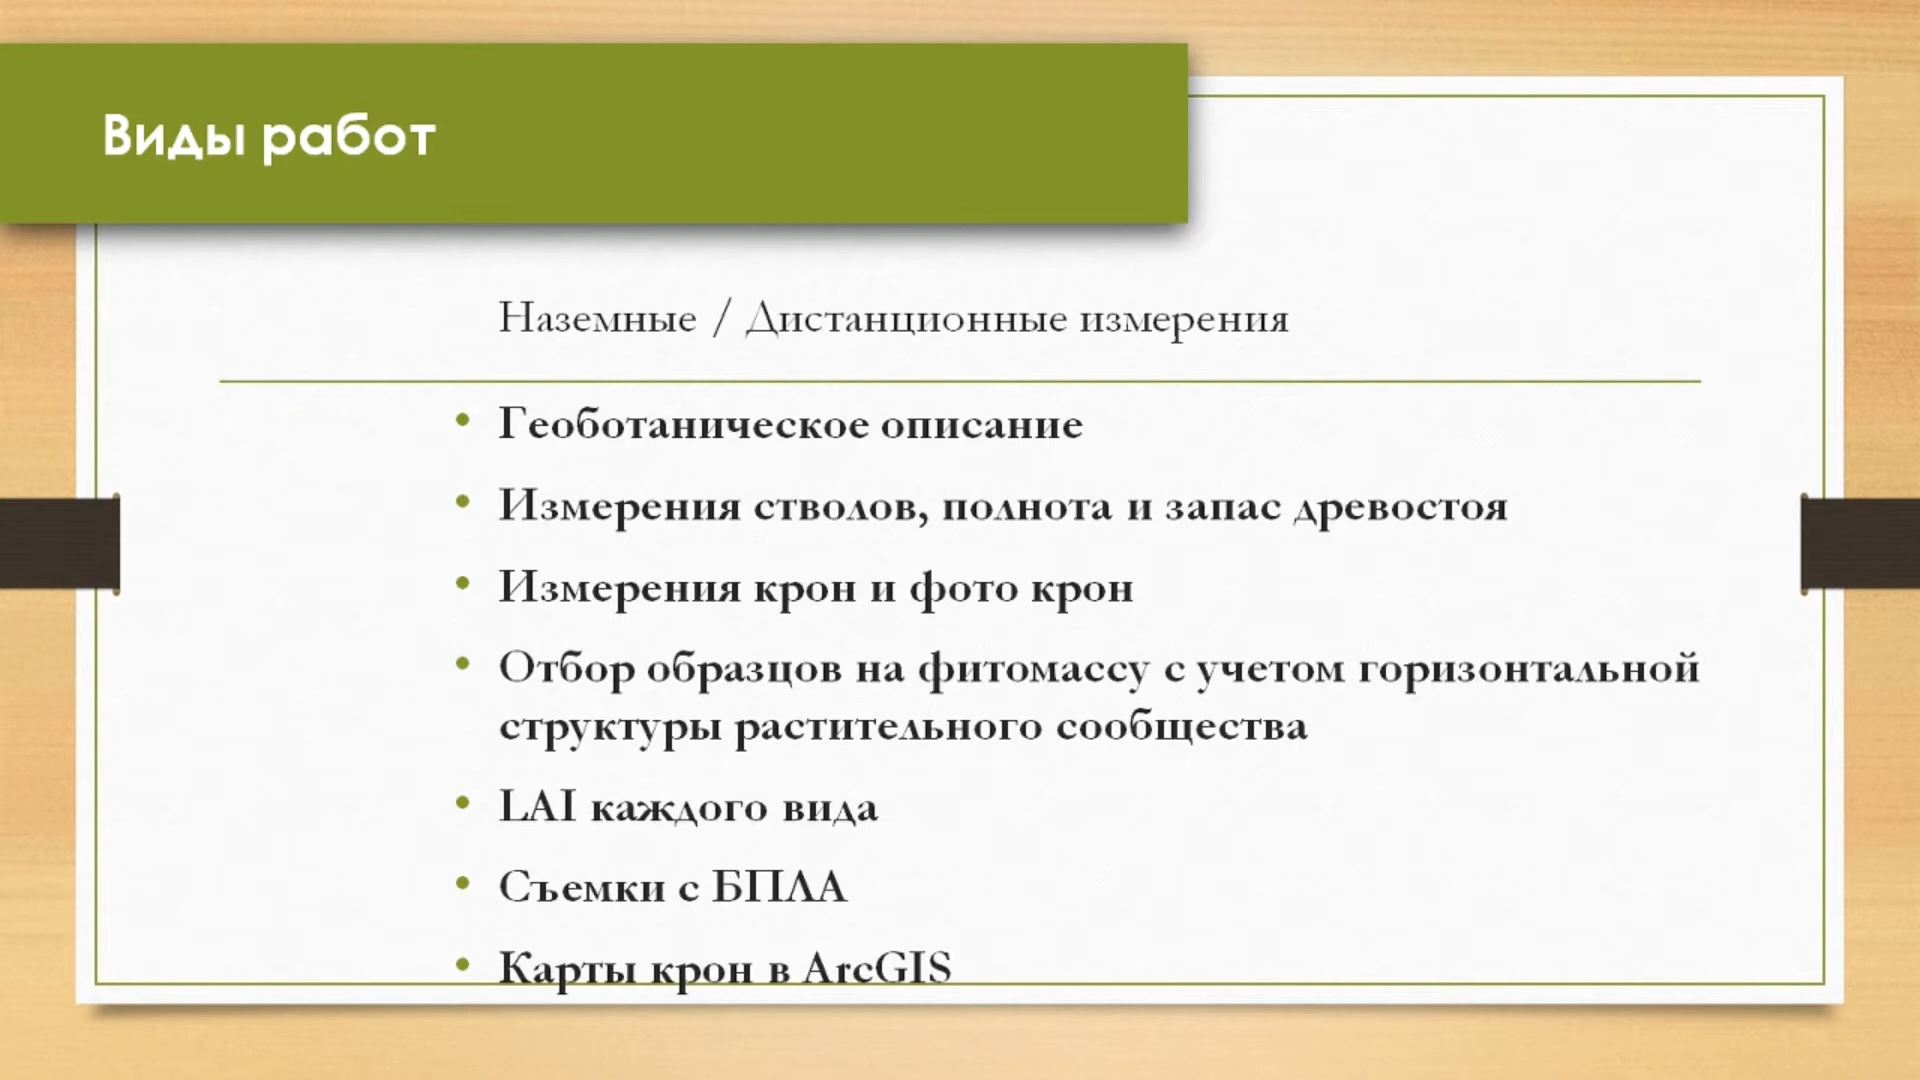 Виды работ
Наземные / Дистанционные измерения
• Геоботаническое описание
• Измерения стволов, полнота и запас древостоя
• Измерения крон и фото крон
• Отбор образцов на фитомассу с учетом горизонтальной
структуры растительного сообщества
• LAI каждого вида
• Съемки с БПЛА
• Карты крон в ArcGIS